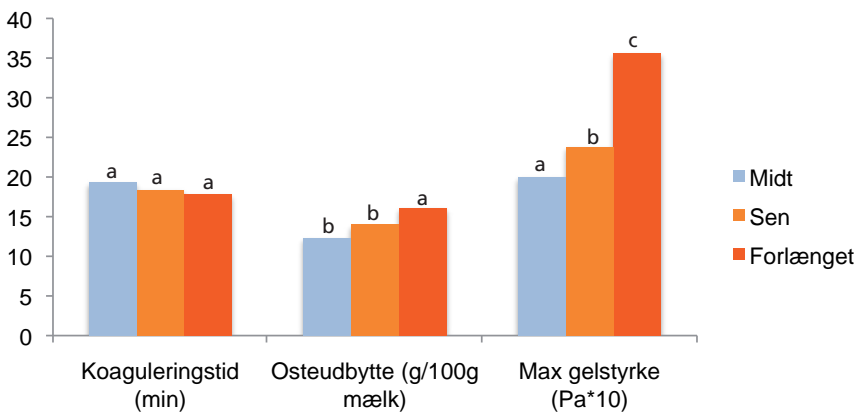 40
35
30
25
20
15
10
5
0
a
a
a
b
b
a
a
b
c
Koaguleringstid
(min)
Osteudbytte (g/100g
mælk)
Max gelstyrke
(Pa*10)
Midt
Sen
Forlænget